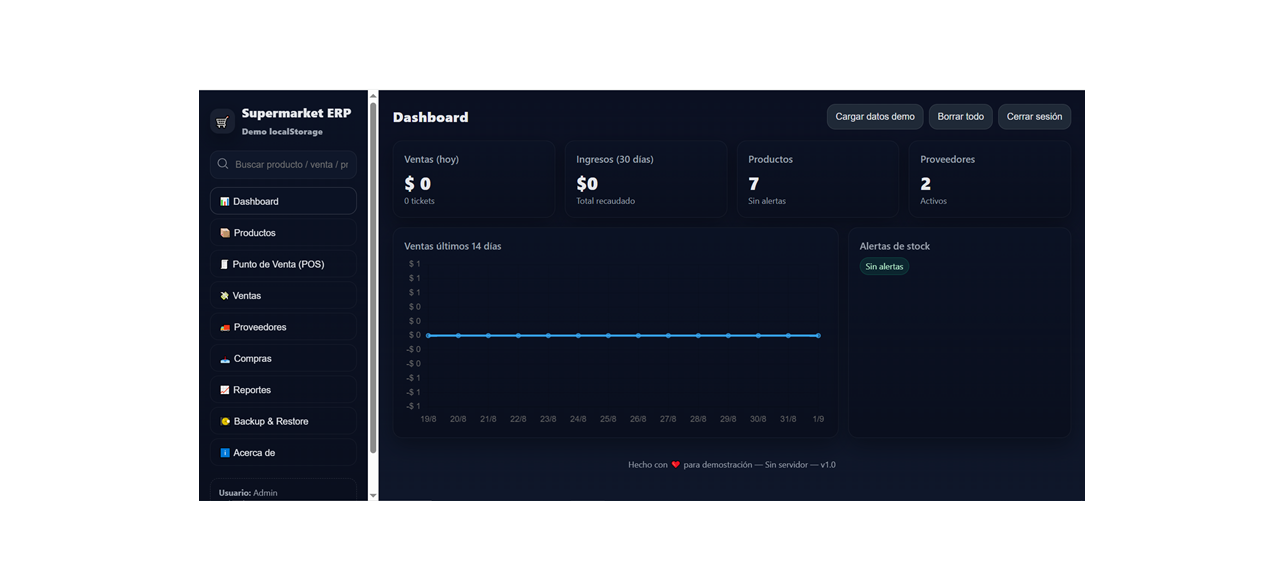 Supermarket ERP
Demo localStorage
Buscar producto / venta / pr
Dashboard
Productos
Punto de Venta (POS)
Ventas
Proveedores
Compras
Reportes
Backup & Restore
Acerca de
Usuario: Admin
Dashboard
Cargar datos demo
Borrar todo
Cerrar sesión
Ventas (hoy)
$ 0
0 tickets
Ingresos (30 días)
$0
Total recaudado
Productos
7
Sin alertas
Proveedores
2
Activos
Ventas últimos 14 días
$ 1
$ 1
$ 1
$ 0
$ 0
$ 0
-$ 0
-$ 0
-$ 1
-$ 1
-$ 1
19/8 20/8 21/8 22/8 23/8 24/8 25/8 26/8 27/8 28/8 29/8 30/8 31/8 1/9
Alertas de stock
Sin alertas
Hecho con ❤️ para demostración — Sin servidor — v1.0